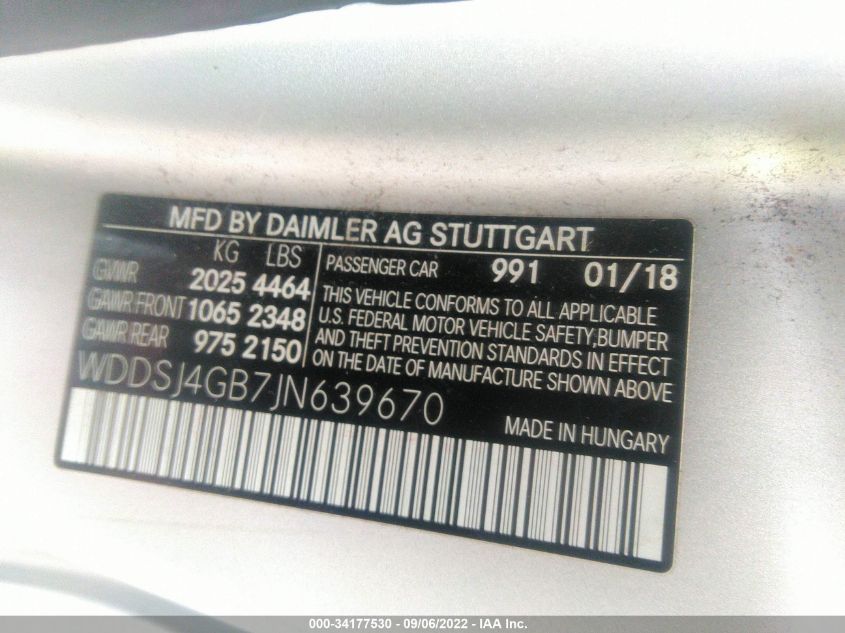 MFD BY DAIMLER AG STUTTGART
KG LBS
GVWR 2025 4464
GAWR FRONT 1065 2348
GAWR REAR 975 2150
PASSENGER CAR 991 01/18
THIS VEHICLE CONFORMS TO ALL APPLICABLE
U.S. FEDERAL MOTOR VEHICLE SAFETY,BUMPER
AND THEFT PREVENTION STANDARDS IN EFFECT
ON THE DATE OF MANUFACTURE SHOWN ABOVE
WDDSJ4GB7JN639670
MADE IN HUNGARY
000-34177530 - 09/06/2022 - IAA Inc.